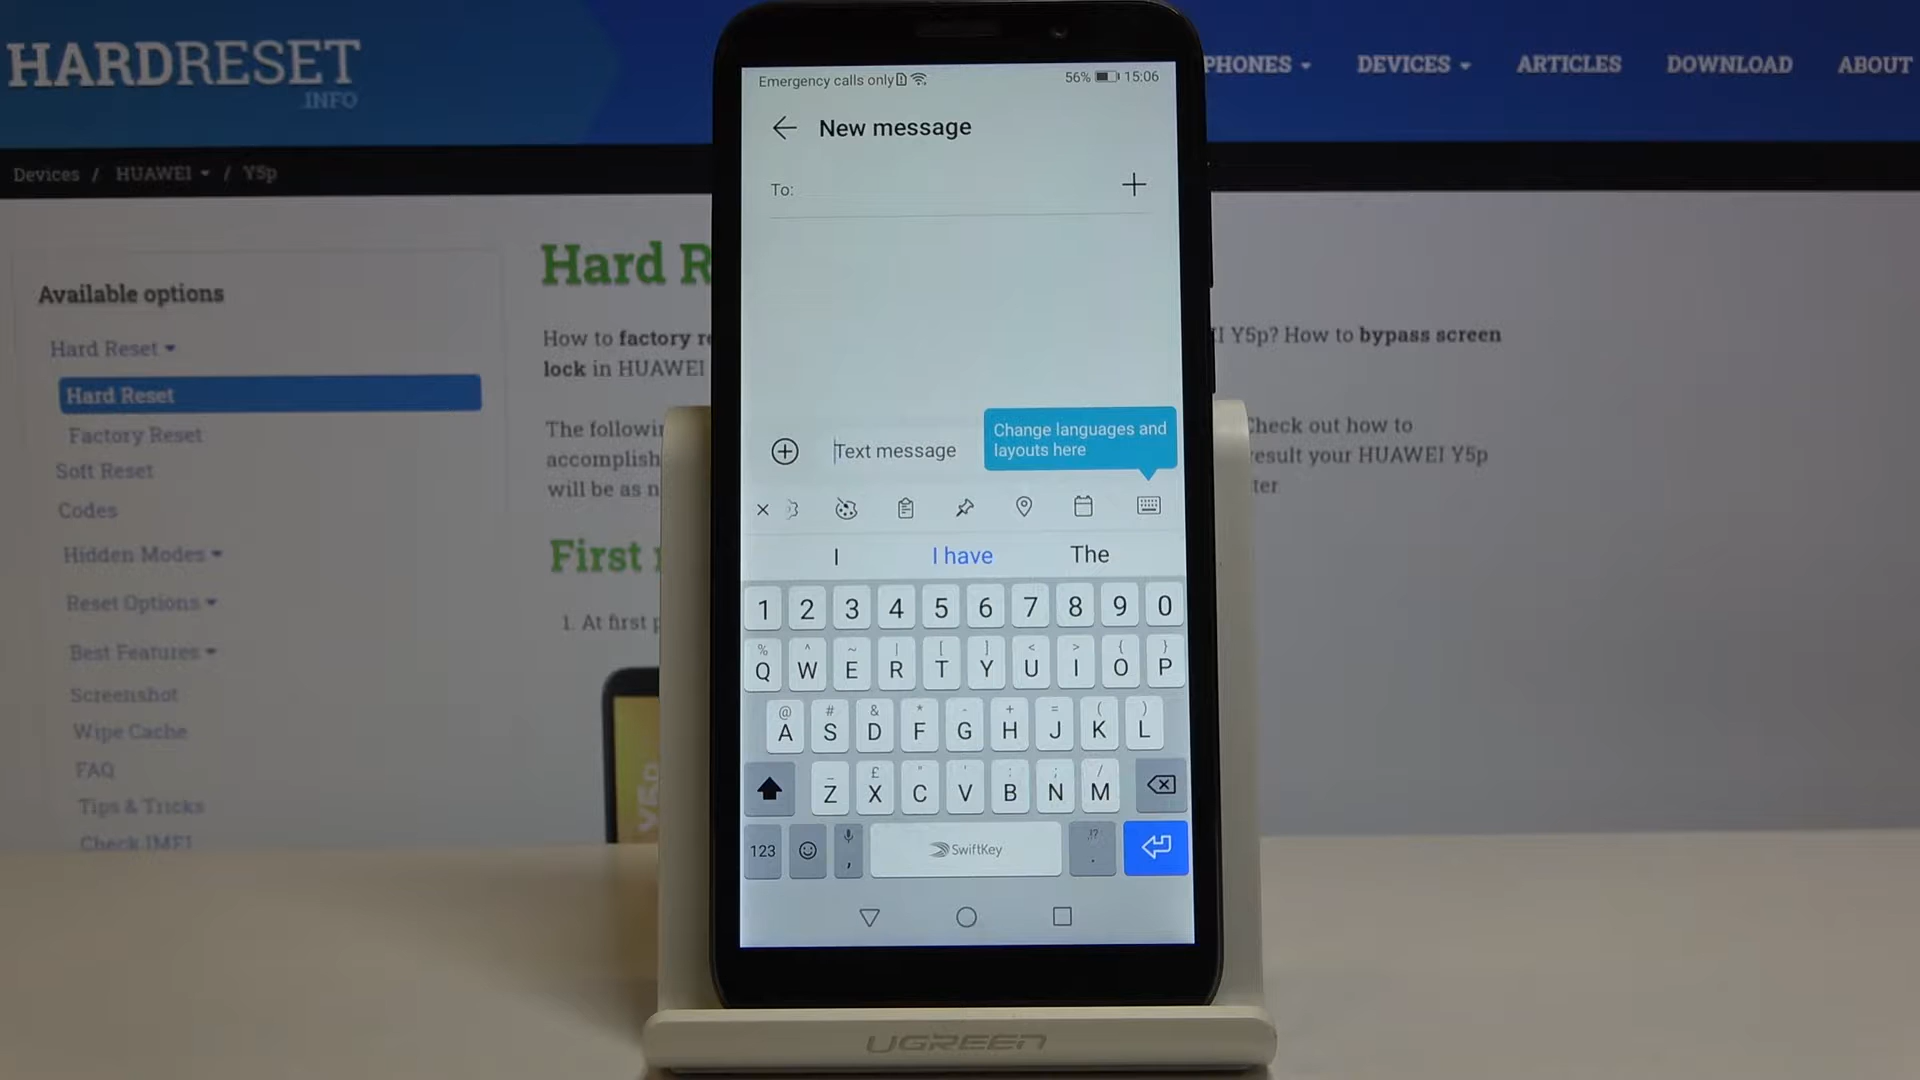 HARDRESET
.INFO
PHONES DEVICES ARTICLES DOWNLOAD ABOUT
Devices / HUAWEI / Y5p
Available options
Hard Reset
Hard Reset
Factory Reset
Soft Reset
Codes
Hidden Modes
Reset Options
Best Features
Screenshot
Wipe Cache
FAQ
Tips & Tricks
Check IMEI
Hard R
How to factory re
lock in HUAWEI
I Y5p? How to bypass screen
The followin
accomplish
will be as n
Check out how to
result your HUAWEI Y5p
First
1. At first p
Emergency calls only 56% 15:06
New message
To:
Change languages and
layouts here
Text message
I I have The
1 2 3 4 5 6 7 8 9 0
% ^ ~ | [ ] < > { }
Q W E R T Y U I O P
@ # & * - + = ( )
A S D F G H J K L
_ £ " ' : ; /
Z X C V B N M
!?
123 , SwiftKey .
UGREEN